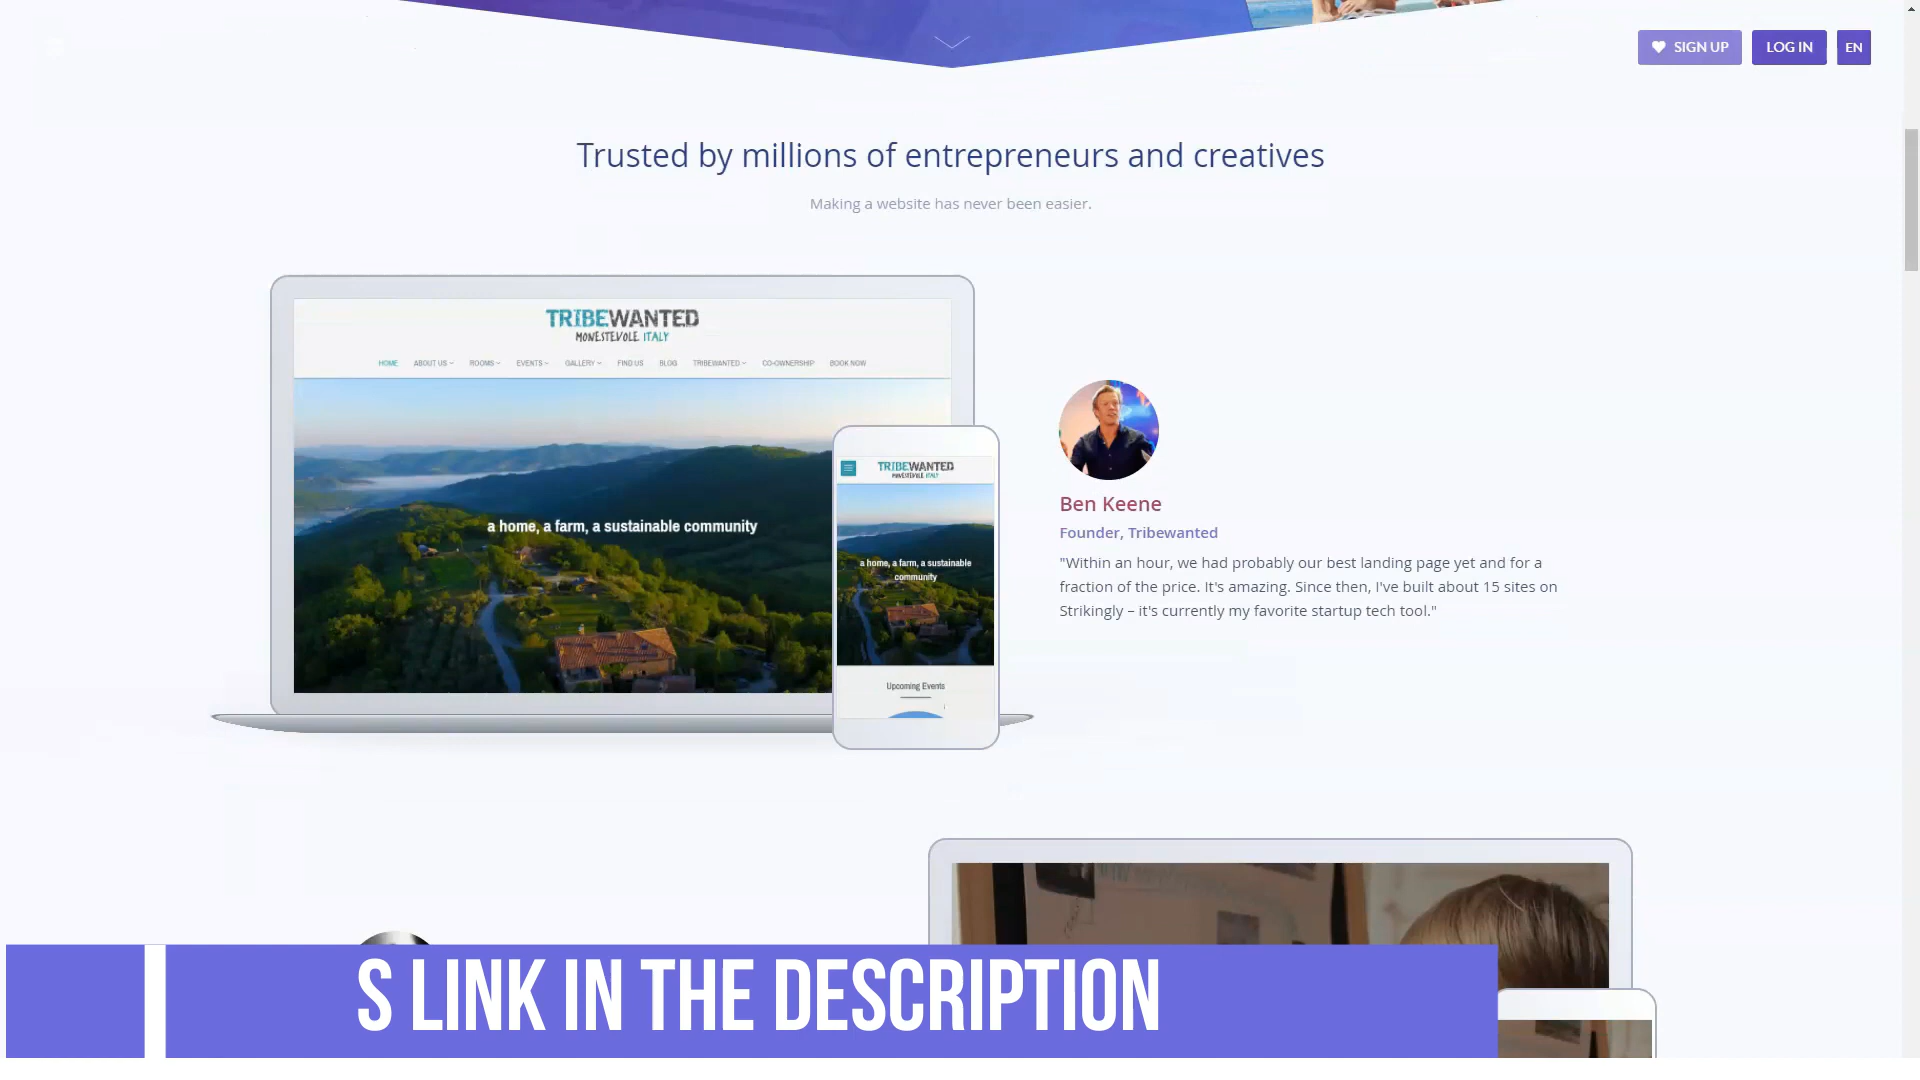 SIGN UP
LOG IN
EN
Trusted by millions of entrepreneurs and creatives
Making a website has never been easier.
TRIBEWANTED
MONESTEVOLE ITALY
HOME ABOUT US ROOMS EVENTS GALLERY FIND US BLOG TRIBEWANTED CO-OWNERSHIP BOOK NOW
a home, a farm, a sustainable community
TRIBEWANTED
MONESTEVOLE ITALY
a home, a farm, a sustainable
community
Upcoming Events
Ben Keene
Founder, Tribewanted
"Within an hour, we had probably our best landing page yet and for a
fraction of the price. It's amazing. Since then, I've built about 15 sites on
Strikingly – it's currently my favorite startup tech tool."
S LINK IN THE DESCRIPTION